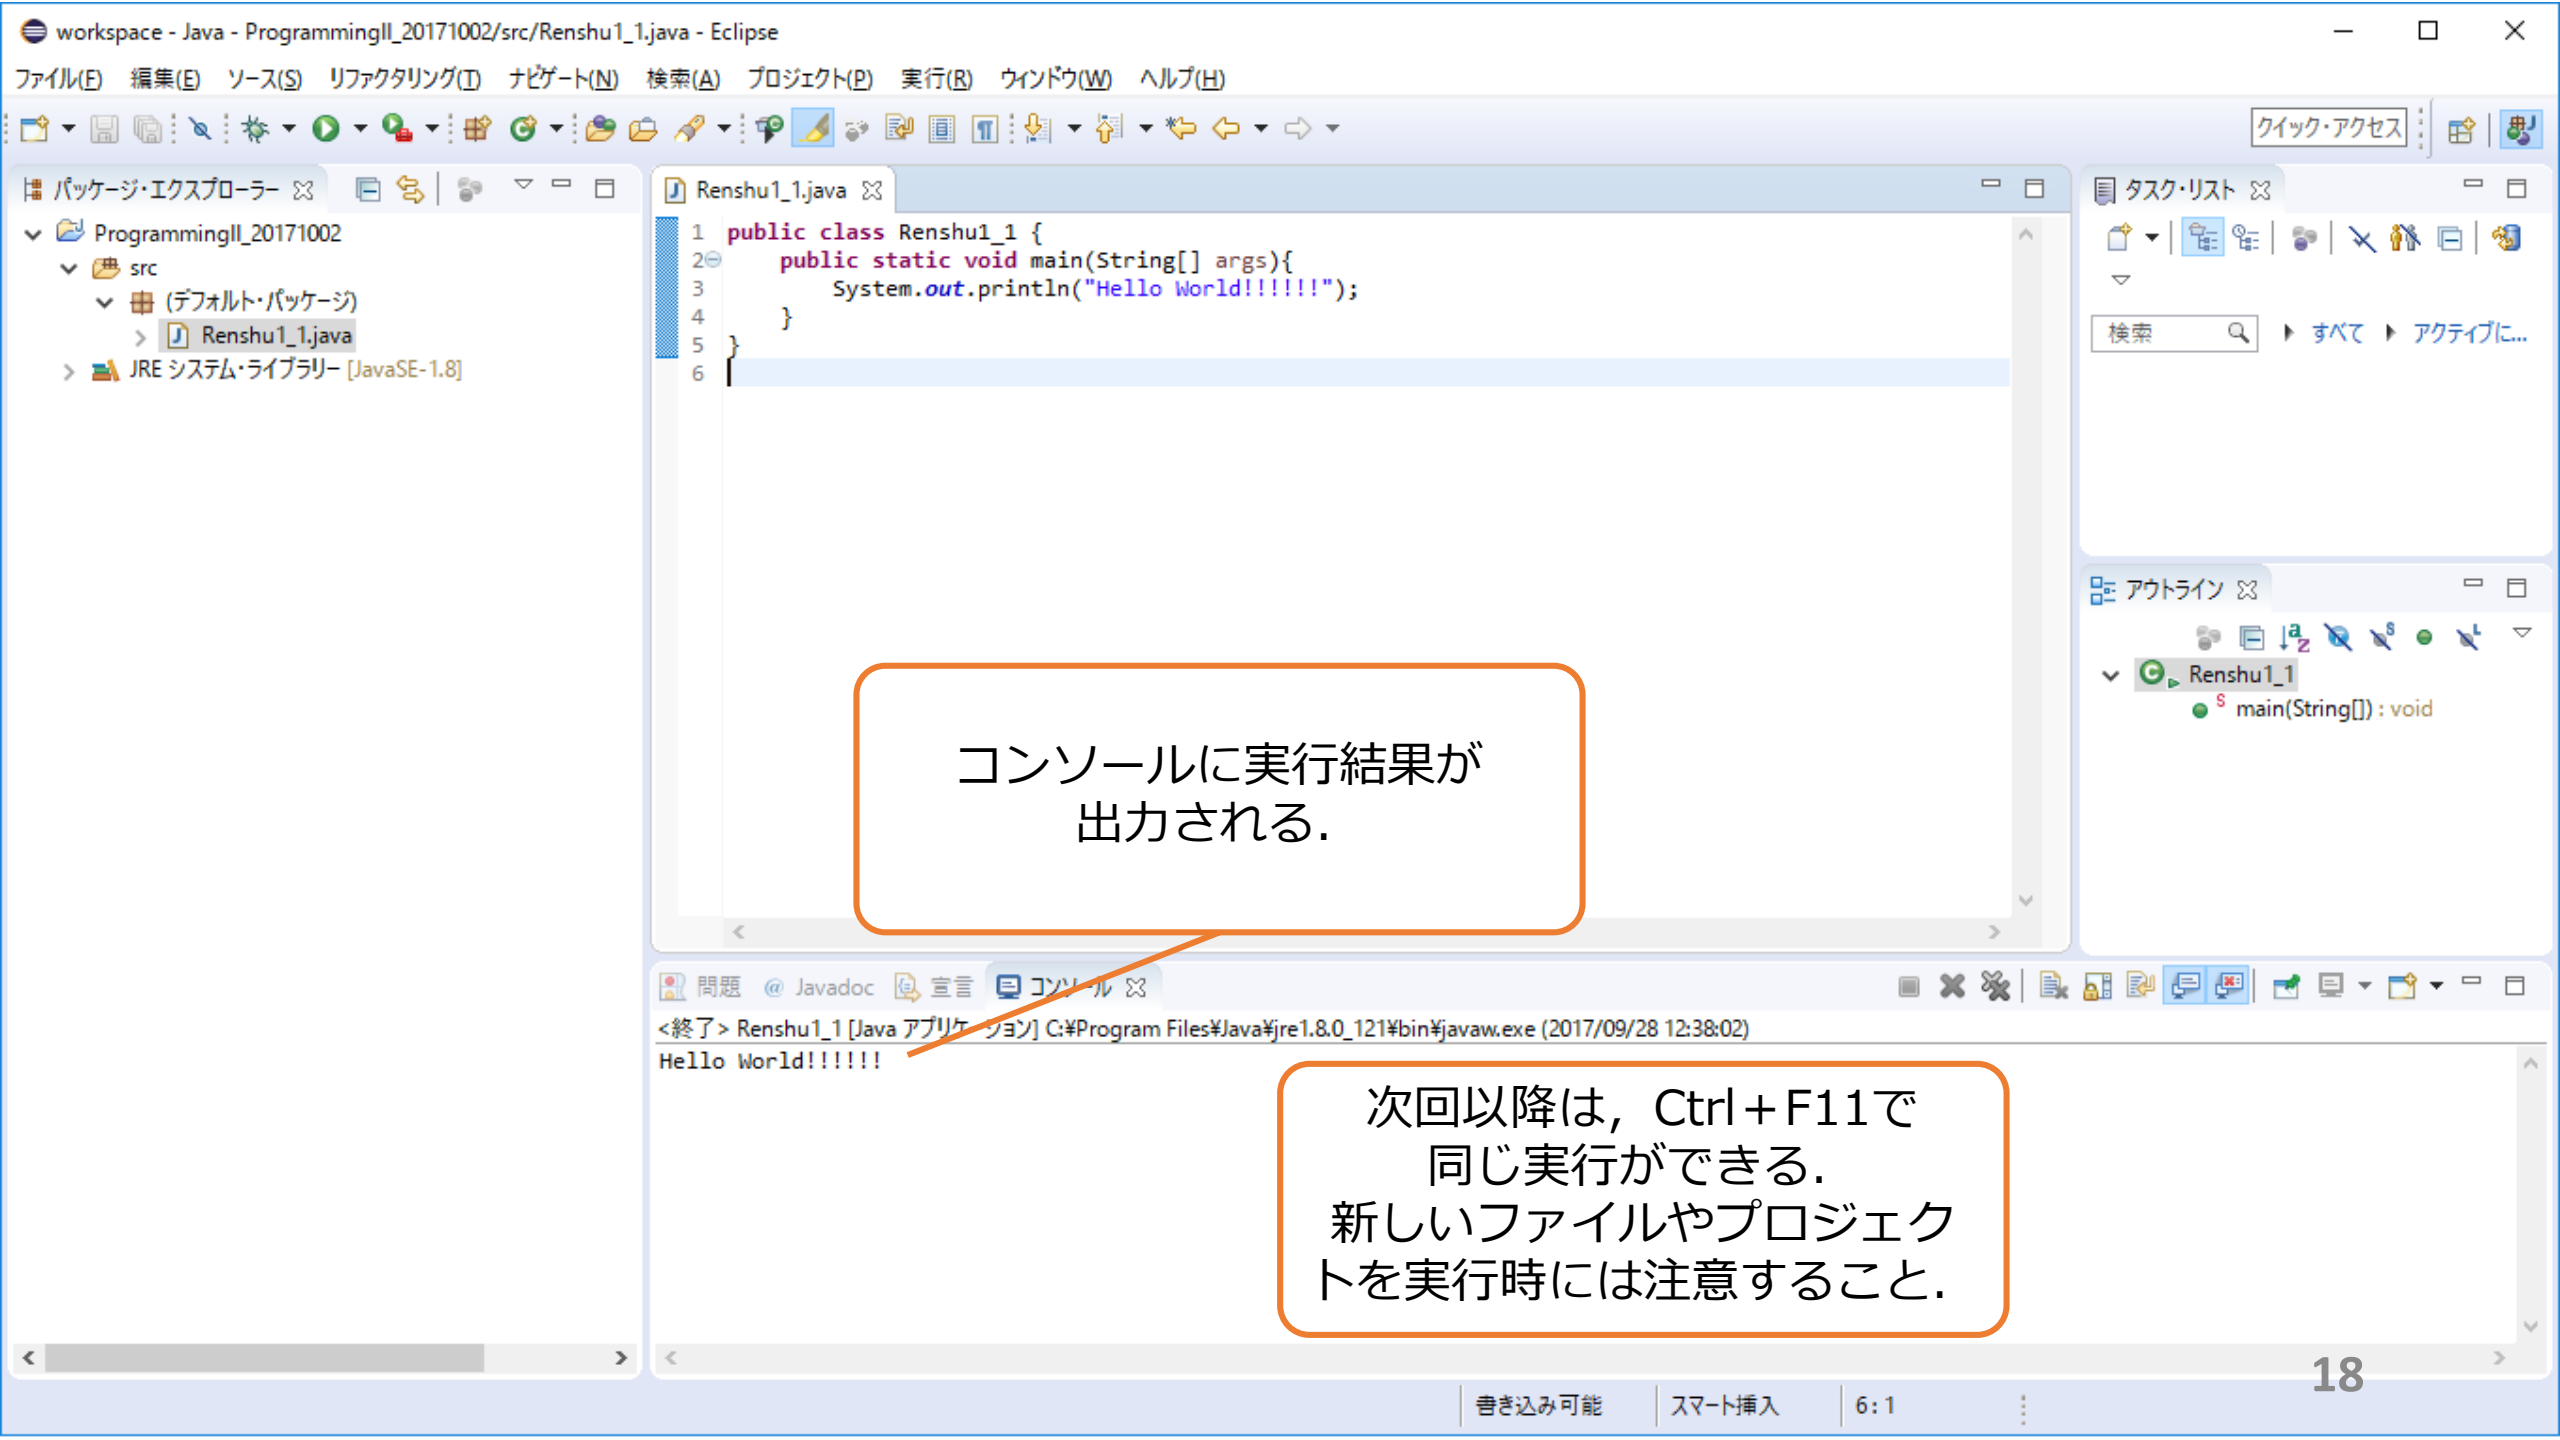 workspace - Java - ProgrammingII_20171002/src/Renshu1_1.java - Eclipse
ファイル(F) 編集(E) ソース(S) リファクタリング(T) ナビゲート(N) 検索(A) プロジェクト(P) 実行(R) ウィンドウ(W) ヘルプ(H)
クイック・アクセス
パッケージ・エクスプローラー
ProgrammingII_20171002
src
(デフォルト・パッケージ)
Renshu1_1.java
JRE システム・ライブラリー [JavaSE-1.8]
Renshu1_1.java
1 public class Renshu1_1 {
2 public static void main(String[] args){
3 System.out.println("Hello World!!!!!!");
4 }
5 }
6
タスク・リスト
検索 すべて アクティブに...
アウトライン
Renshu1_1
main(String[]) : void
コンソールに実行結果が
出力される.
問題 @ Javadoc 宣言 コンソール
<終了> Renshu1_1 [Java アプリケーション] C:¥Program Files¥Java¥jre1.8.0_121¥bin¥javaw.exe (2017/09/28 12:38:02)
Hello World!!!!!!
次回以降は，Ctrl＋F11で
同じ実行ができる.
新しいファイルやプロジェク
トを実行時には注意すること.
18
書き込み可能 スマート挿入 6 : 1